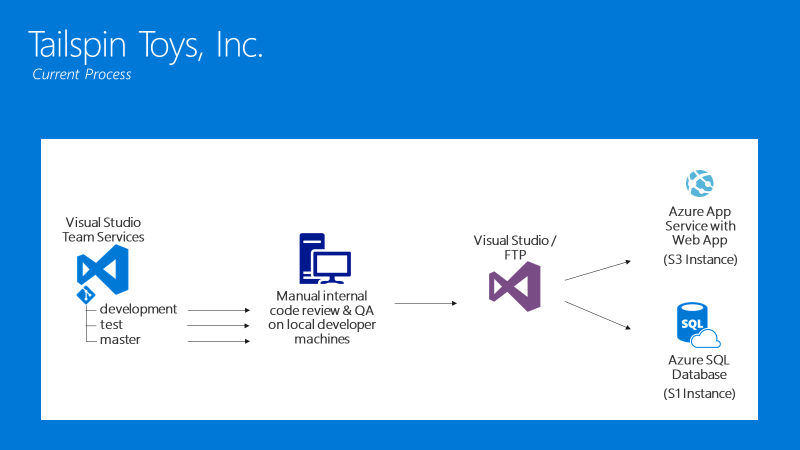 Tailspin Toys, Inc.
Current Process
Visual Studio
Team Services
development
test
master
Manual internal
code review & QA
on local developer
machines
Visual Studio /
FTP
Azure App
Service with
Web App
(S3 Instance)
SQL
Azure SQL
Database
(S1 Instance)